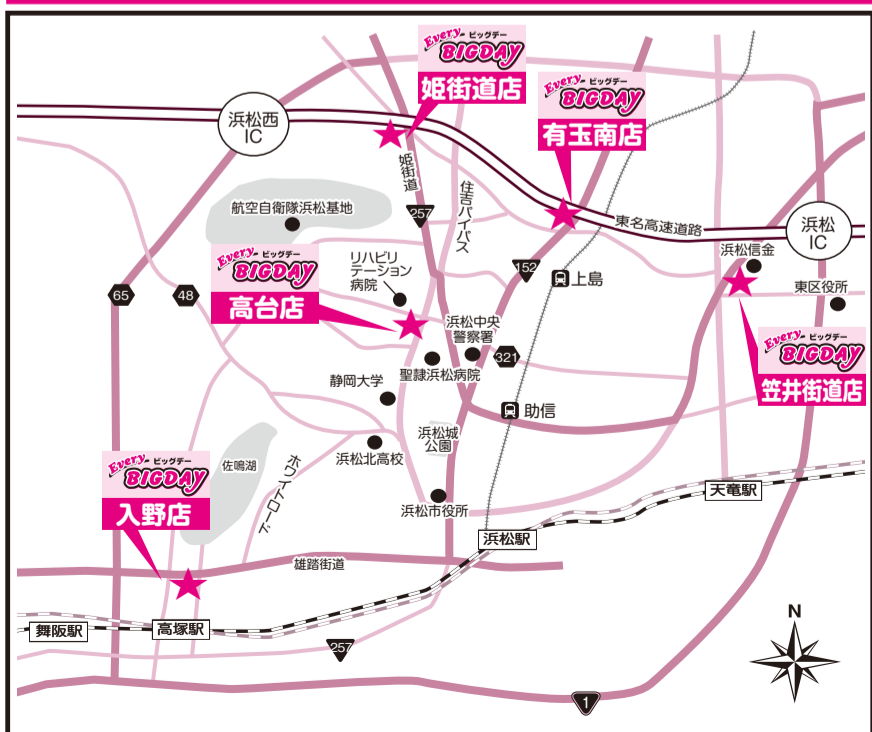 Every ビッグデー
BIGDAY
姫街道店
Every ビッグデー
BIGDAY
有玉南店
浜松西
IC
姫街道
住吉バイパス
257
航空自衛隊浜松基地
東名高速道路
浜松
IC
浜松信金
東区役所
Every ビッグデー
BIGDAY
高台店
リハビリ
テーション
病院
152
上島
65
48
浜松中央
警察署
321
聖隷浜松病院
Every ビッグデー
BIGDAY
笠井街道店
静岡大学
助信
浜松城
公園
浜松北高校
Every ビッグデー
BIGDAY
入野店
佐鳴湖
ホワイトロード
浜松市役所
天竜駅
浜松駅
雄踏街道
舞阪駅
高塚駅
257
N
1